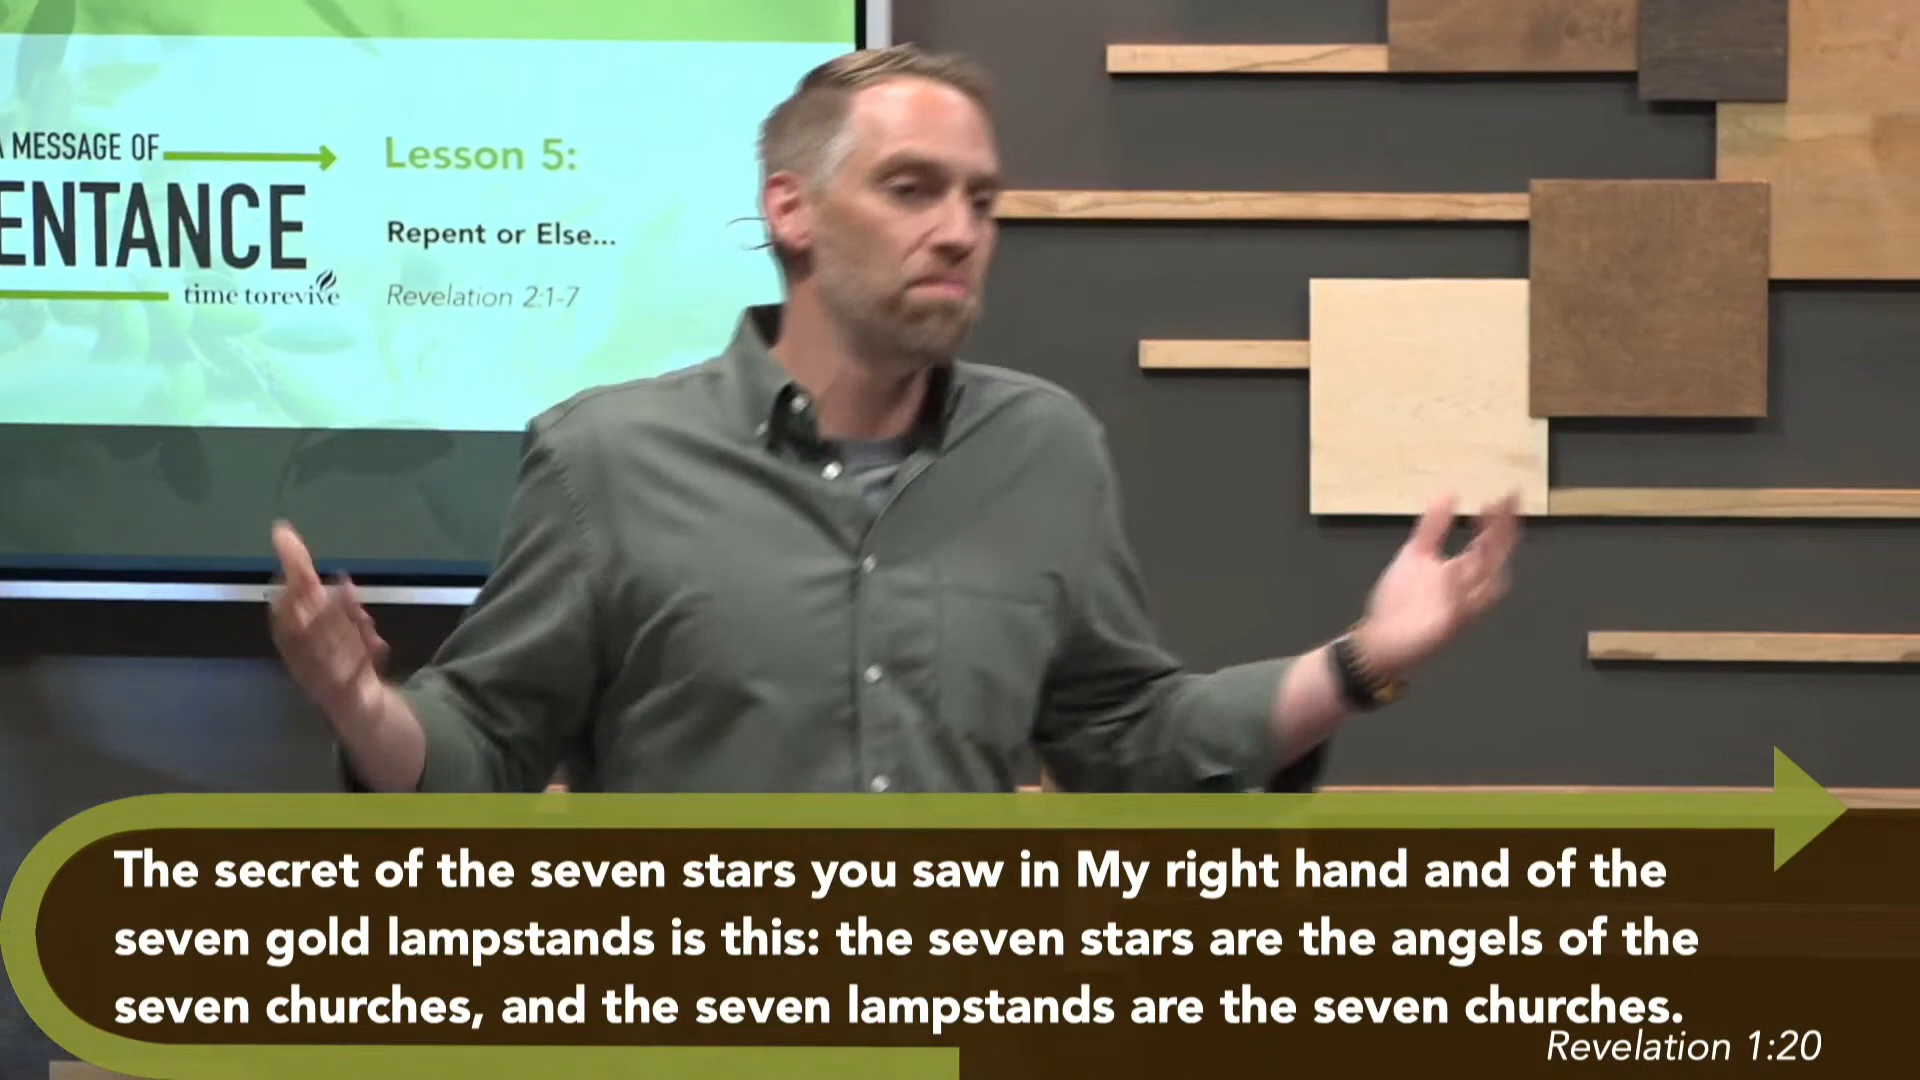 A MESSAGE OF
ENTANCE
time to revive
Lesson 5:
Repent or Else...
Revelation 2:1-7
The secret of the seven stars you saw in My right hand and of the
seven gold lampstands is this: the seven stars are the angels of the
seven churches, and the seven lampstands are the seven churches.
Revelation 1:20